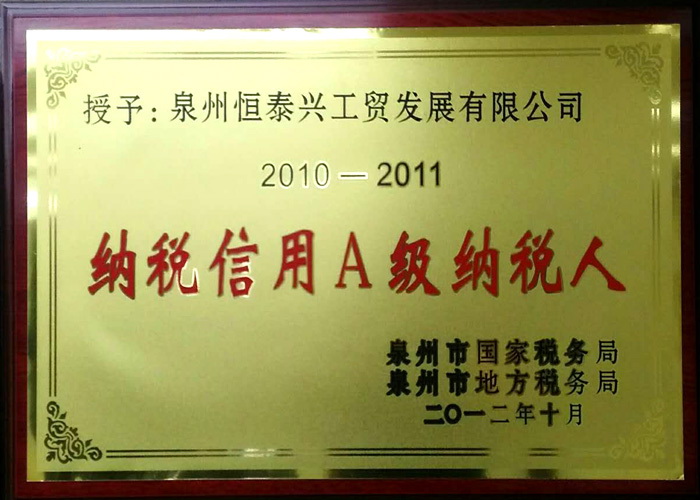 授予：泉州恒泰兴工贸发展有限公司
2010—2011
纳税信用A级纳税人
泉州市国家税务局
泉州市地方税务局
二〇一二年十月